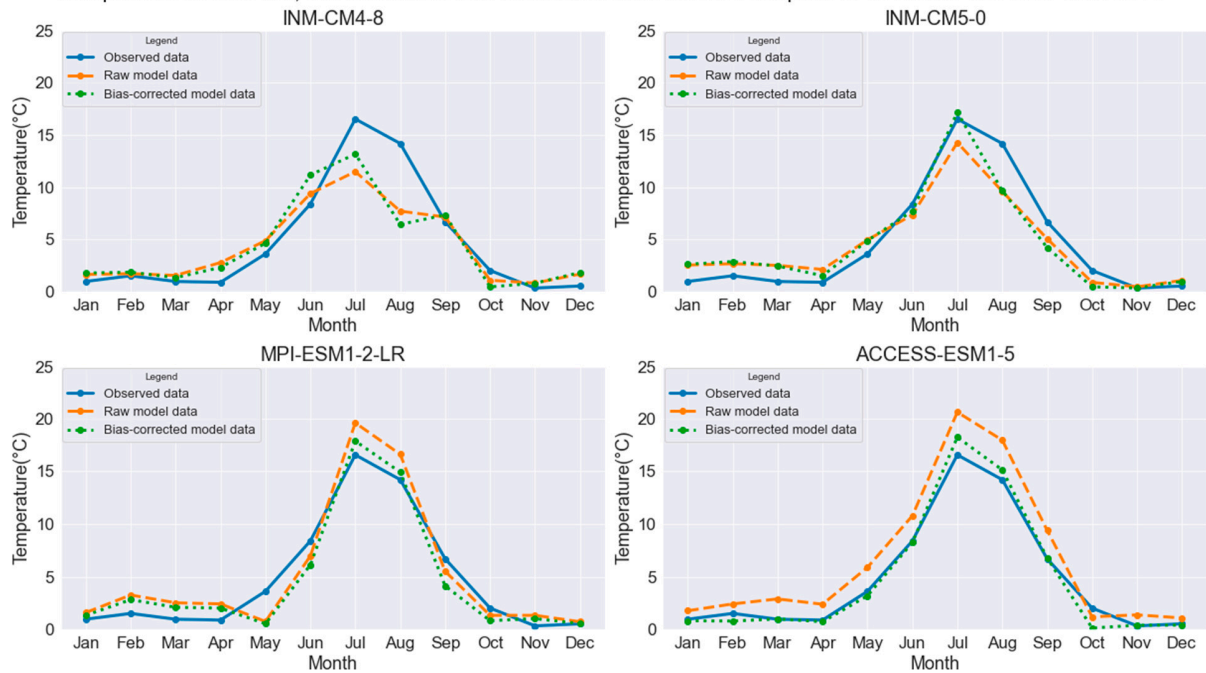 INM-CM4-8
25
20
15
10
5
0
Temperature(°C)
Legend
Observed data
Raw model data
Bias-corrected model data
Jan Feb Mar Apr May Jun Jul Aug Sep Oct Nov Dec
Month
INM-CM5-0
25
20
15
10
5
0
Temperature(°C)
Legend
Observed data
Raw model data
Bias-corrected model data
Jan Feb Mar Apr May Jun Jul Aug Sep Oct Nov Dec
Month
MPI-ESM1-2-LR
25
20
15
10
5
0
Temperature(°C)
Legend
Observed data
Raw model data
Bias-corrected model data
Jan Feb Mar Apr May Jun Jul Aug Sep Oct Nov Dec
Month
ACCESS-ESM1-5
25
20
15
10
5
0
Temperature(°C)
Legend
Observed data
Raw model data
Bias-corrected model data
Jan Feb Mar Apr May Jun Jul Aug Sep Oct Nov Dec
Month